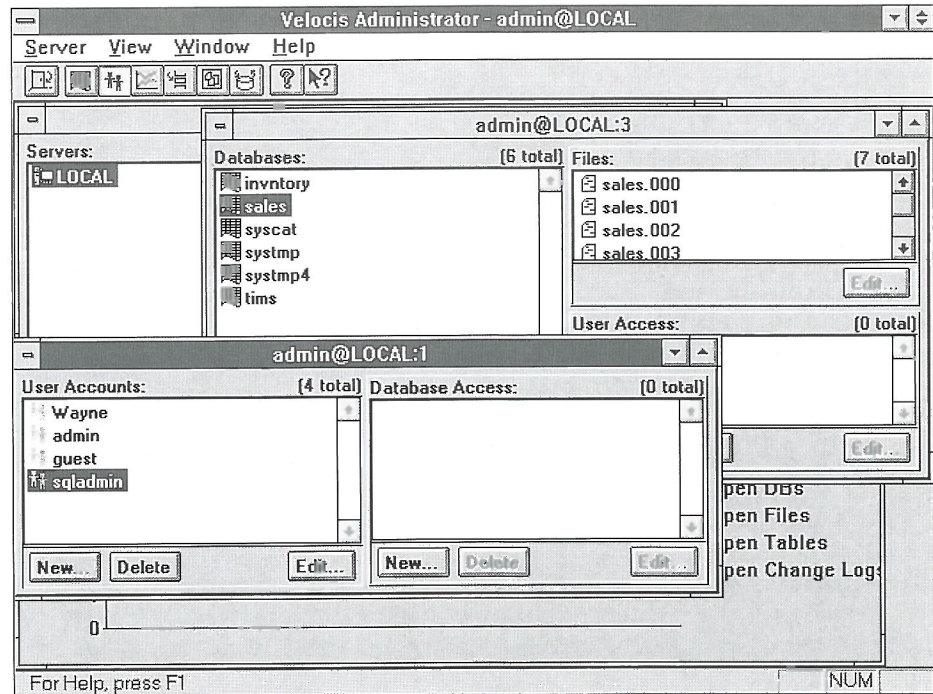 Velocis Administrator - admin@LOCAL
Server View Window Help
admin@LOCAL:3
Servers:
LOCAL
Databases: (6 total)
invntory
sales
syscat
systmp
systmp4
tims
Files: (7 total)
sales.000
sales.001
sales.002
sales.003
Edit...
User Access: (0 total)
Edit...
admin@LOCAL:1
User Accounts: (4 total)
Wayne
admin
guest
sqladmin
New... Delete Edit...
Database Access: (0 total)
New... Delete Edit...
pen DBs
pen Files
pen Tables
pen Change Logs
0
For Help, press F1
NUM